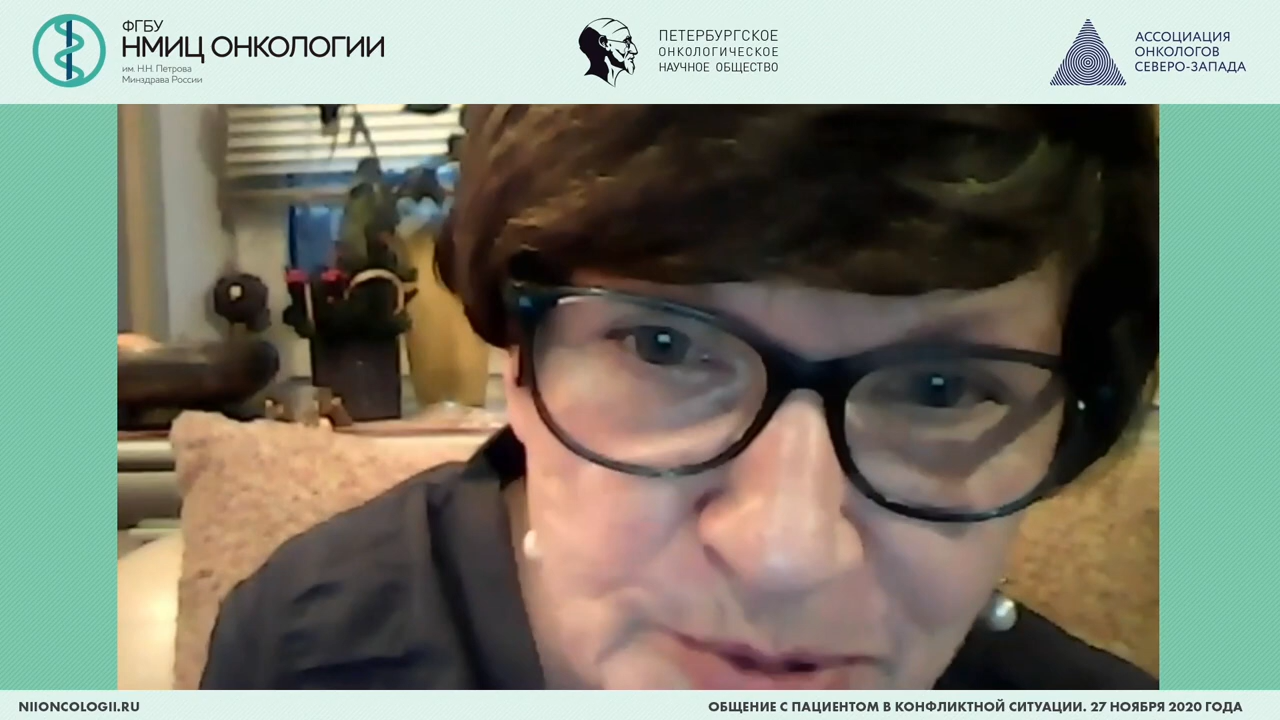 ФГБУ
НМИЦ ОНКОЛОГИИ
им. Н.Н. Петрова
Минздрава России
ПЕТЕРБУРГСКОЕ
ОНКОЛОГИЧЕСКОЕ
НАУЧНОЕ ОБЩЕСТВО
АССОЦИАЦИЯ
ОНКОЛОГОВ
СЕВЕРО-ЗАПАДА
NIIONCOLOGII.RU
ОБЩЕНИЕ С ПАЦИЕНТОМ В КОНФЛИКТНОЙ СИТУАЦИИ. 27 НОЯБРЯ 2020 ГОДА